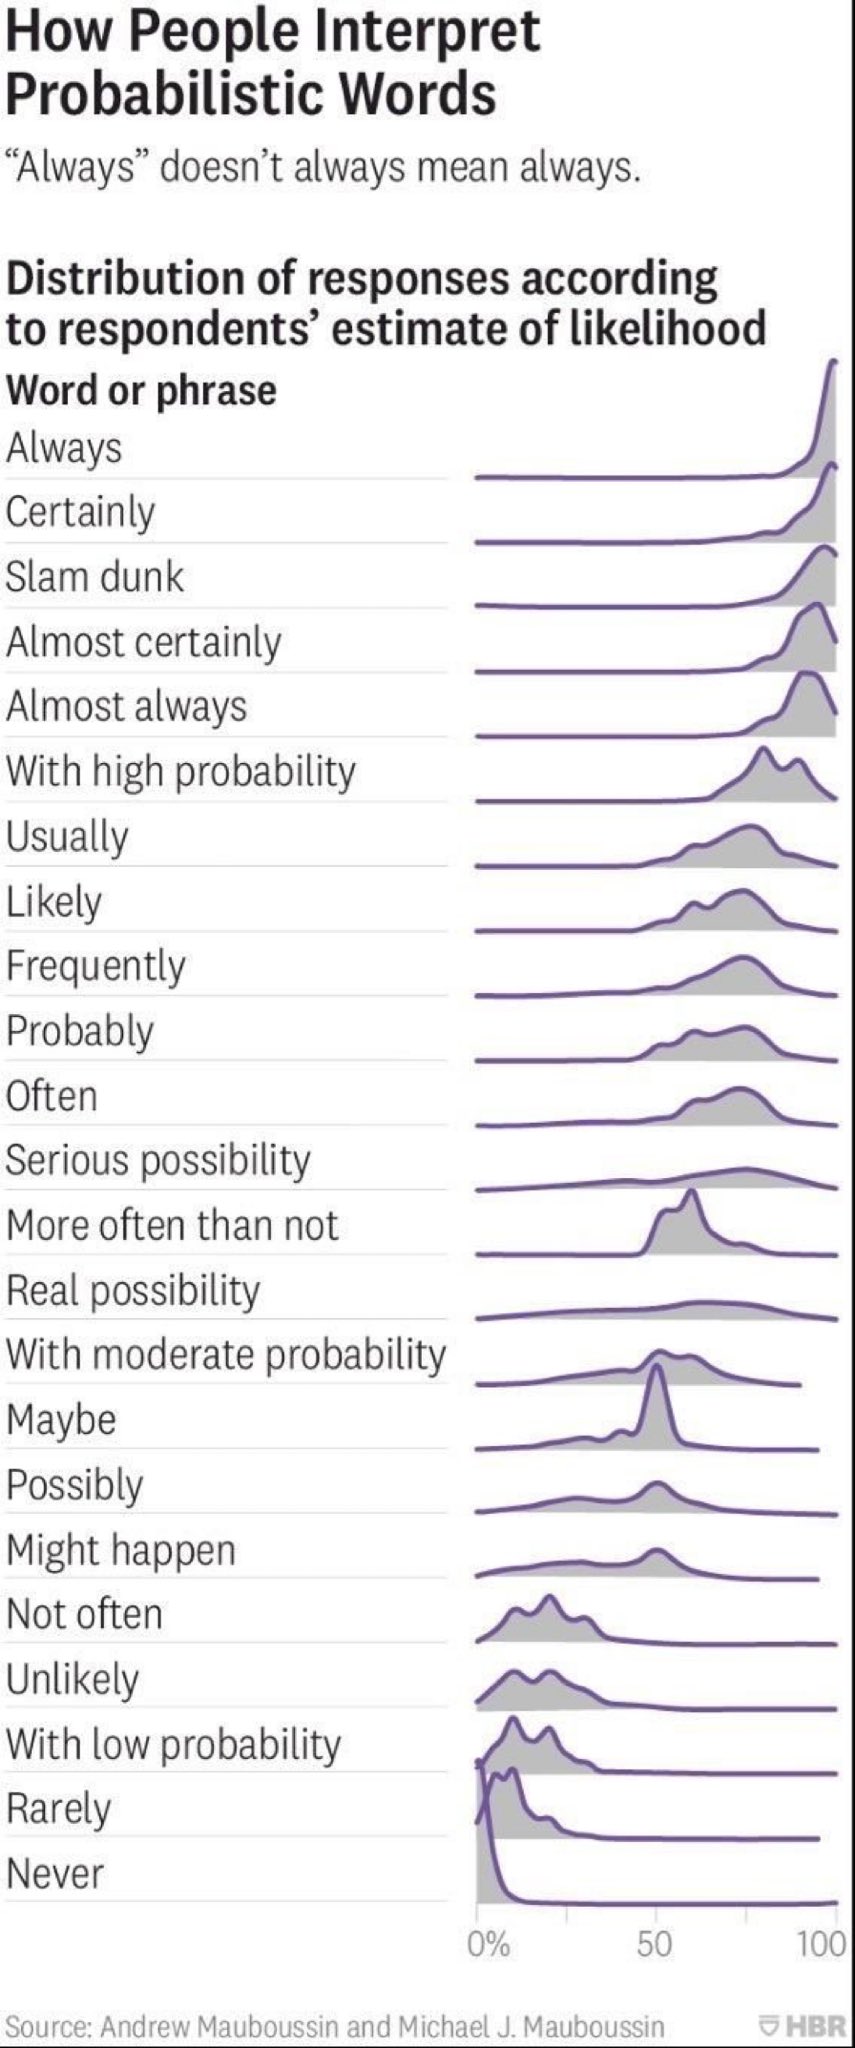 How People Interpret
Probabilistic Words
“Always” doesn’t always mean always.
Distribution of responses according
to respondents’ estimate of likelihood
Word or phrase
Always
Certainly
Slam dunk
Almost certainly
Almost always
With high probability
Usually
Likely
Frequently
Probably
Often
Serious possibility
More often than not
Real possibility
With moderate probability
Maybe
Possibly
Might happen
Not often
Unlikely
With low probability
Rarely
Never
0% 50 100
Source: Andrew Mauboussin and Michael J. Mauboussin HBR